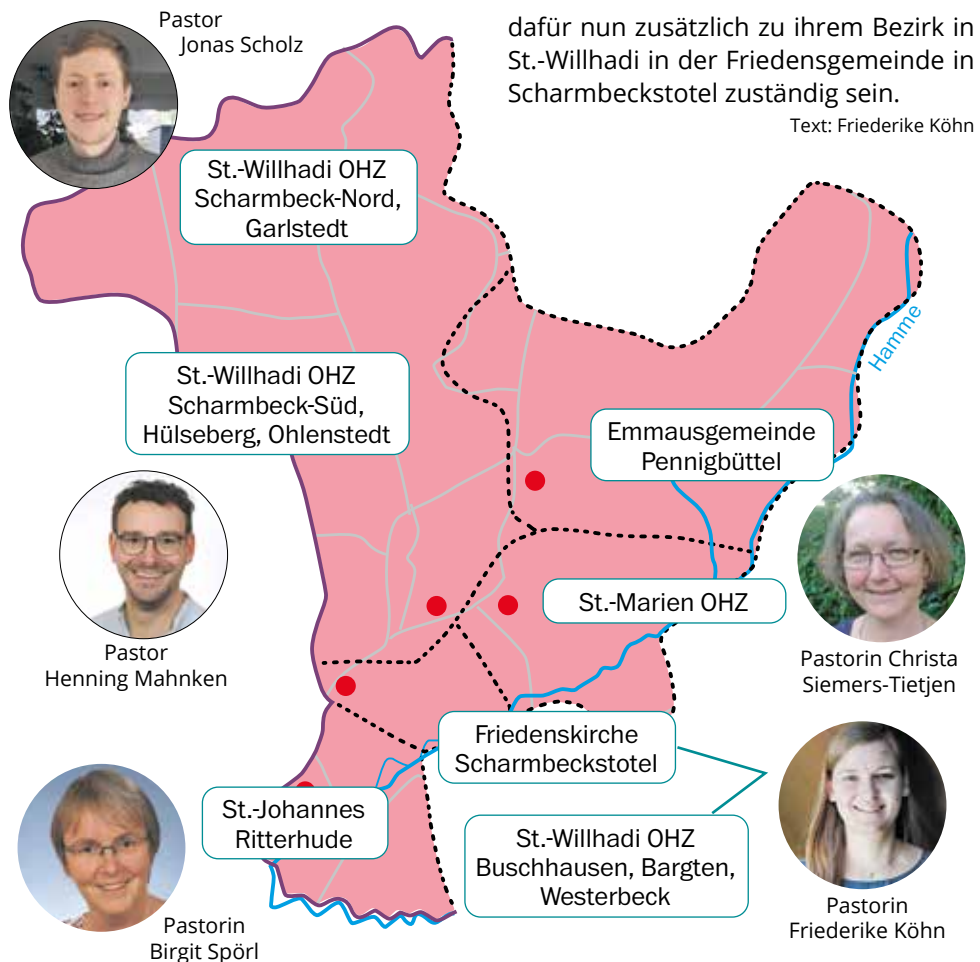 dafür nun zusätzlich zu ihrem Bezirk in
St.-Willhadi in der Friedensgemeinde in
Scharmbeckstotel zuständig sein.
Text: Friederike Köhn
Pastor
Jonas Scholz
St.-Willhadi OHZ
Scharmbeck-Nord,
Garlstedt
Hamme
St.-Willhadi OHZ
Scharmbeck-Süd,
Hülseberg, Ohlenstedt
Emmausgemeinde
Pennigbüttel
Pastor
Henning Mahnken
St.-Marien OHZ
Pastorin Christa
Siemers-Tietjen
Friedenskirche
Scharmbeckstotel
St.-Johannes
Ritterhude
St.-Willhadi OHZ
Buschhausen, Bargten,
Westerbeck
Pastorin
Birgit Spörl
Pastorin
Friederike Köhn